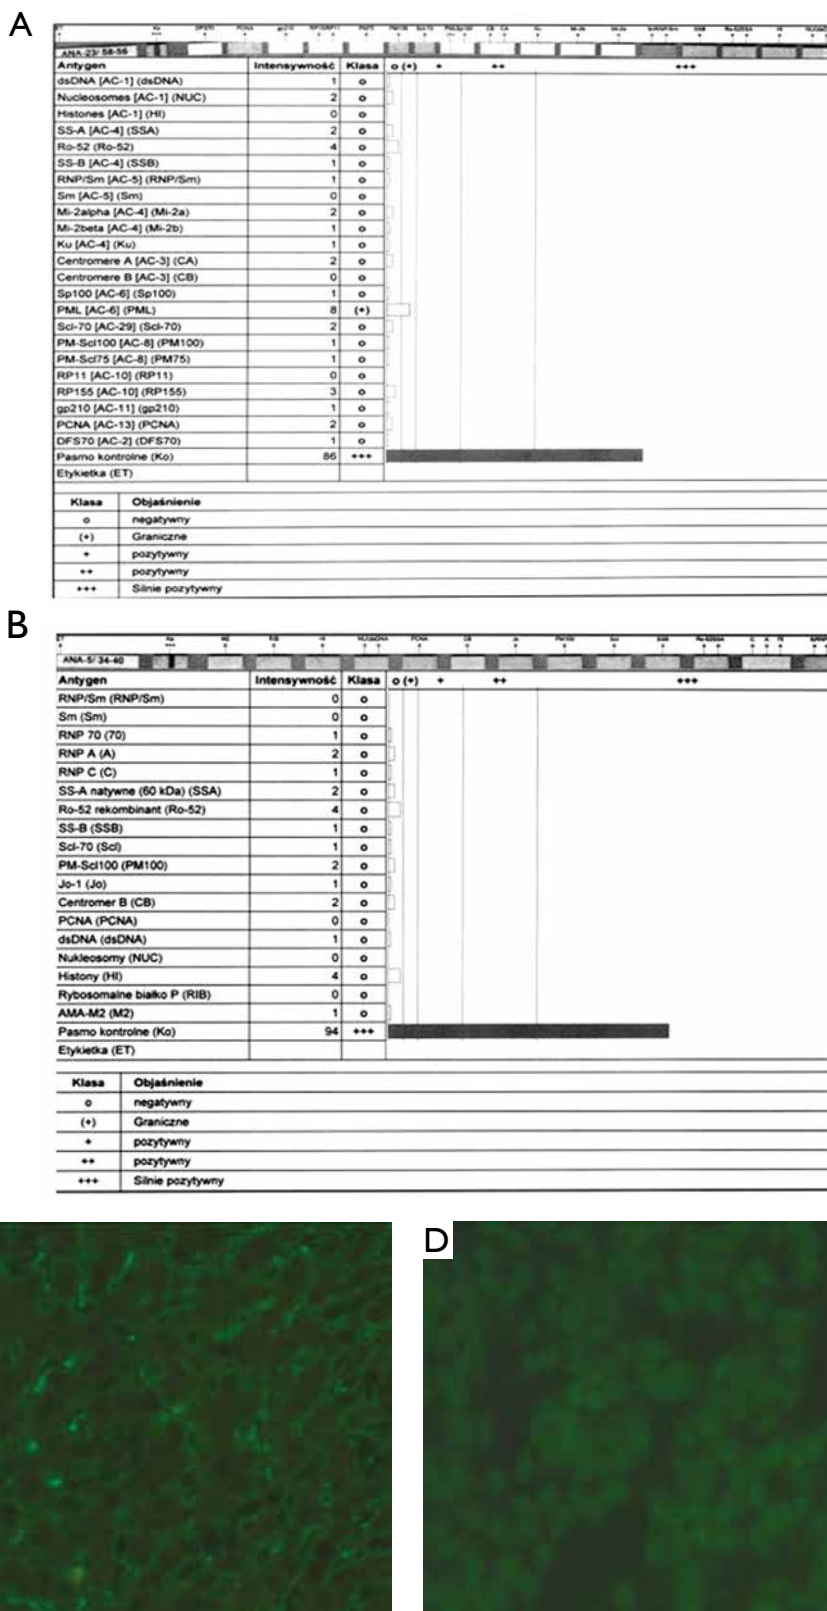 A
ANA-23/ 58-56
Antygen Intensywność Klasa o (+) + ++ +++
dsDNA [AC-1] (dsDNA) 1 o
Nucleosomes [AC-1] (NUC) 2 o
Histones [AC-1] (HI) 0 o
SS-A [AC-4] (SSA) 2 o
Ro-52 (Ro-52) 4 o
SS-B [AC-4] (SSB) 1 o
RNP/Sm [AC-5] (RNP/Sm) 1 o
Sm [AC-5] (Sm) 0 o
Mi-2alpha [AC-4] (Mi-2a) 2 o
Mi-2beta [AC-4] (Mi-2b) 1 o
Ku [AC-4] (Ku) 1 o
Centromere A [AC-3] (CA) 2 o
Centromere B [AC-3] (CB) 0 o
Sp100 [AC-6] (Sp100) 1 o
PML [AC-6] (PML) 8 (+)
Scl-70 [AC-29] (Scl-70) 2 o
PM-Scl100 [AC-8] (PM100) 1 o
PM-Scl75 [AC-8] (PM75) 1 o
RP11 [AC-10] (RP11) 0 o
RP155 [AC-10] (RP155) 3 o
gp210 [AC-11] (gp210) 1 o
PCNA [AC-13] (PCNA) 2 o
DFS70 [AC-2] (DFS70) 1 o
Pasmo kontrolne (Ko) 86 +++
Etykietka (ET)
Klasa Objaśnienie
o negatywny
(+) Graniczne
+ pozytywny
++ pozytywny
+++ Silnie pozytywny
B
ANA-5/ 34-40
Antygen Intensywność Klasa o (+) + ++ +++
RNP/Sm (RNP/Sm) 0 o
Sm (Sm) 0 o
RNP 70 (70) 1 o
RNP A (A) 2 o
RNP C (C) 1 o
SS-A natywne (60 kDa) (SSA) 2 o
Ro-52 rekombinant (Ro-52) 4 o
SS-B (SSB) 1 o
Scl-70 (Scl) 1 o
PM-Scl100 (PM100) 2 o
Jo-1 (Jo) 1 o
Centromer B (CB) 2 o
PCNA (PCNA) 0 o
dsDNA (dsDNA) 1 o
Nukleosomy (NUC) 0 o
Histony (HI) 4 o
Rybosomalne białko P (RIB) 0 o
AMA-M2 (M2) 1 o
Pasmo kontrolne (Ko) 94 +++
Etykietka (ET)
Klasa Objaśnienie
o negatywny
(+) Graniczne
+ pozytywny
++ pozytywny
+++ Silnie pozytywny
D